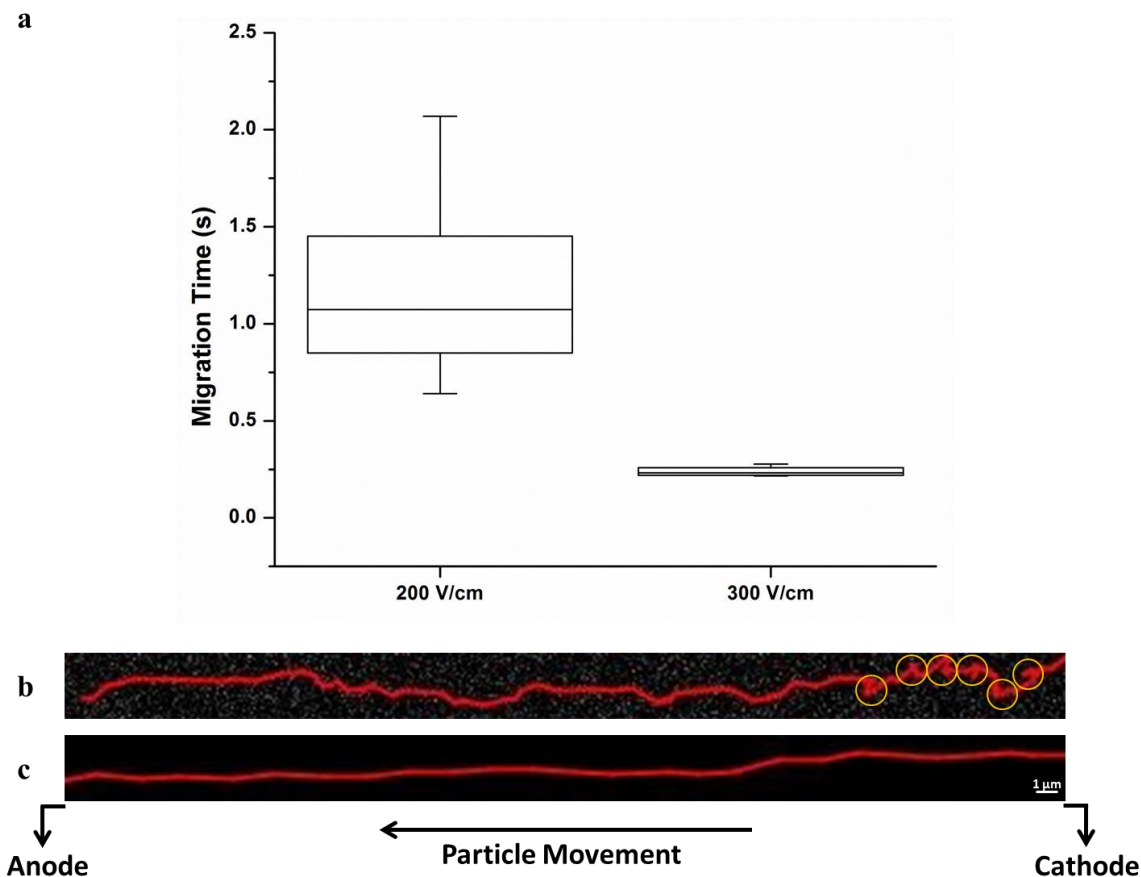 a
2.5
2.0
1.5
1.0
0.5
0.0
Migration Time (s)
200 V/cm
300 V/cm
b
c
1 µm
Anode
Particle Movement
Cathode